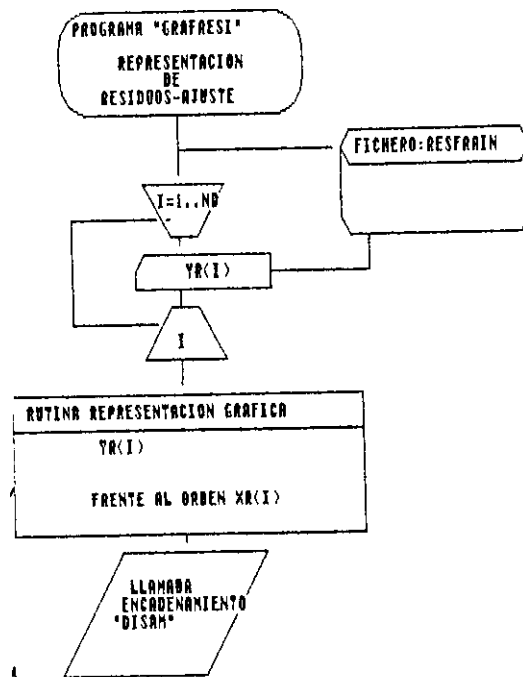 PROGRAMA "GRAFRESI"
REPRESENTACION
DE
RESIDUOS-AJUSTE
FICHERO:RESFRAIN
I=1..ND
YR(I)
I
RUTINA REPRESENTACION GRAFICA
YR(I)
FRENTE AL ORDEN XR(I)
LLAMADA
ENCADENAMIENTO
"DISAM"